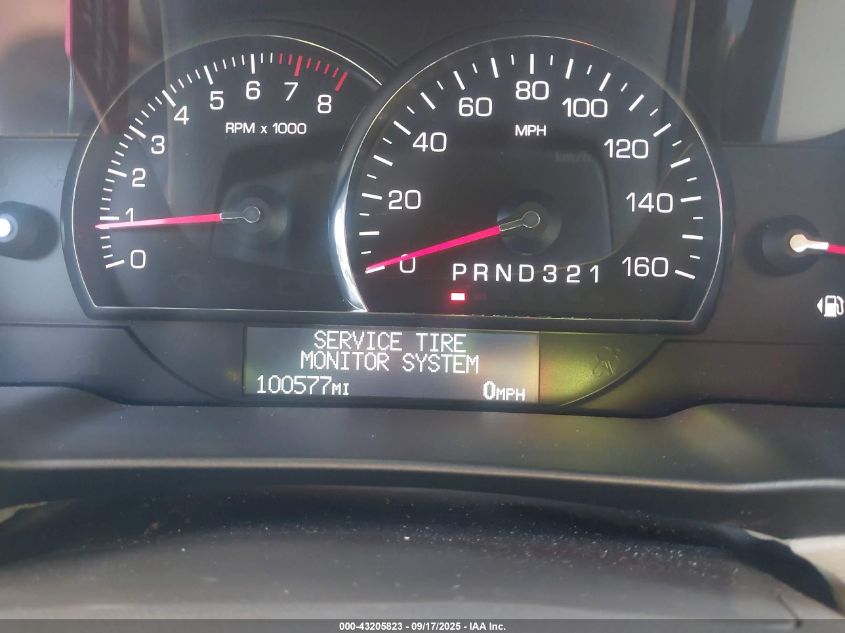 0 1 2 3 4 5 6 7 8
RPM x 1000
0 20 40 60 80 100 120 140 160
MPH
PRND321
SERVICE TIRE
MONITOR SYSTEM
100577MI 0MPH
000-43205823 - 09/17/2025 - IAA Inc.